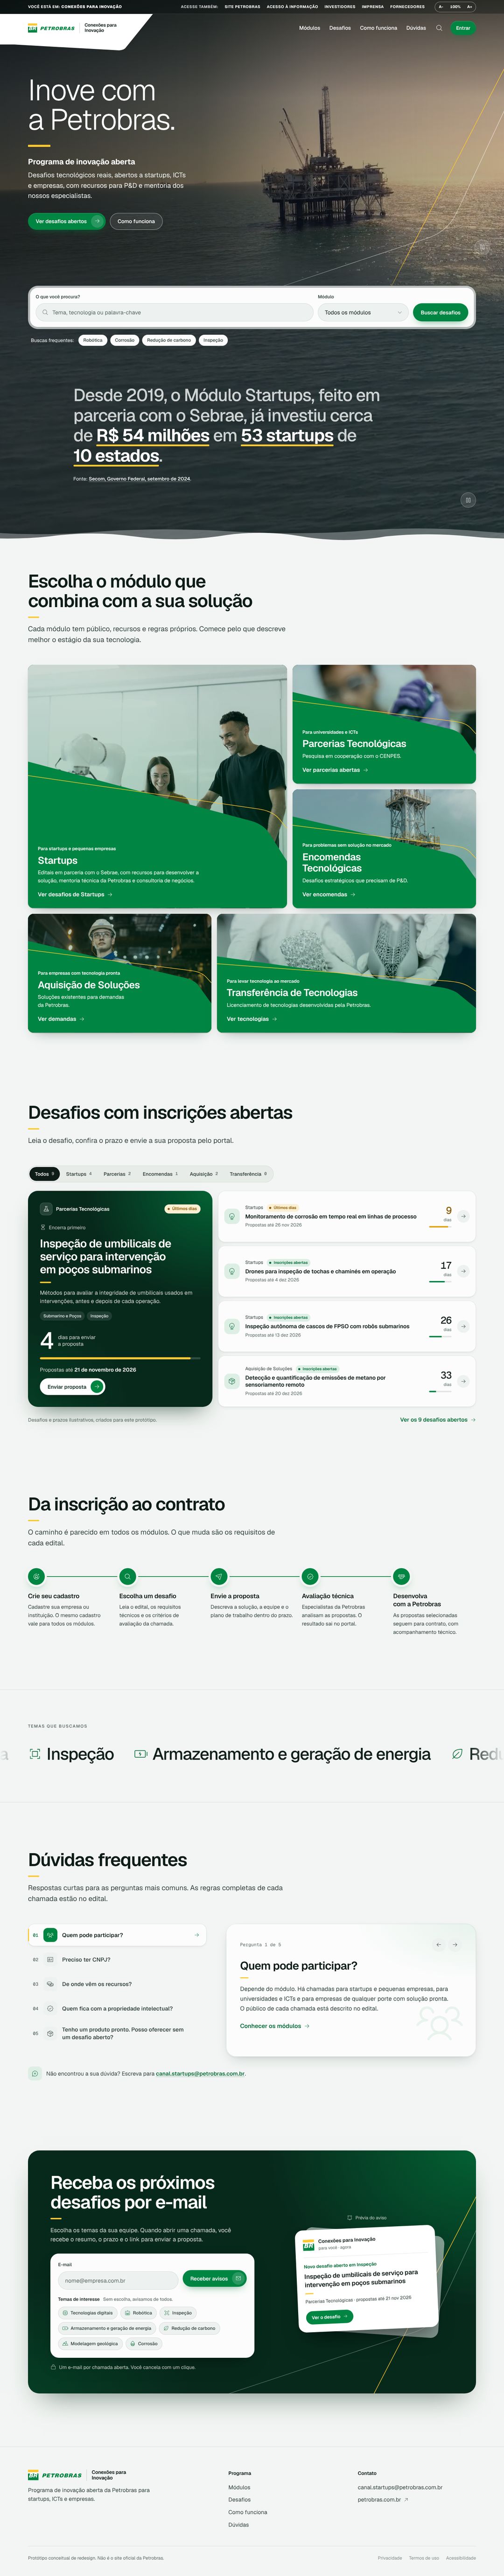 VOCÊ ESTÁ EM: CONEXÕES PARA INOVAÇÃO
ACESSE TAMBÉM: SITE PETROBRAS ACESSO À INFORMAÇÃO INVESTIDORES IMPRENSA FORNECEDORES A- 100% A+
BR PETROBRAS Conexões para Inovação
Módulos Desafios Como funciona Dúvidas Entrar
Inove com
a Petrobras.
Programa de inovação aberta
Desafios tecnológicos reais, abertos a startups, ICTs
e empresas, com recursos para P&D e mentoria dos
nossos especialistas.
Ver desafios abertos
Como funciona
O que você procura?
Módulo
Tema, tecnologia ou palavra-chave
Todos os módulos
Buscar desafios
Buscas frequentes: Robótica Corrosão Redução de carbono Inspeção
Desde 2019, o Módulo Startups, feito em
parceria com o Sebrae, já investiu cerca
de R$ 54 milhões em 53 startups de
10 estados.
Fonte: Secom, Governo Federal, setembro de 2024.
Escolha o módulo que
combina com a sua solução
Cada módulo tem público, recursos e regras próprios. Comece pelo que descreve
melhor o estágio da sua tecnologia.
Para startups e pequenas empresas
Startups
Editais em parceria com o Sebrae, com recursos para desenvolver a
solução, mentoria técnica da Petrobras e consultoria de negócios.
Ver desafios de Startups
Para universidades e ICTs
Parcerias Tecnológicas
Pesquisa em cooperação com o CENPES.
Ver parcerias abertas
Para problemas sem solução no mercado
Encomendas
Tecnológicas
Desafios estratégicos que precisam de P&D.
Ver encomendas
Para empresas com tecnologia pronta
Aquisição de Soluções
Soluções existentes para demandas
da Petrobras.
Ver demandas
Para levar tecnologia ao mercado
Transferência de Tecnologias
Licenciamento de tecnologias desenvolvidas pela Petrobras.
Ver tecnologias
Desafios com inscrições abertas
Leia o desafio, confira o prazo e envie a sua proposta pelo portal.
Todos 9 Startups 4 Parcerias 2 Encomendas 1 Aquisição 2 Transferência 0
Parcerias Tecnológicas
Últimos dias
Encerra primeiro
Inspeção de umbilicais de
serviço para intervenção
em poços submarinos
Métodos para avaliar a integridade de umbilicais usados em
intervenções, antes e depois de cada operação.
Submarino e Poços Inspeção
4 dias para enviar
a proposta
Propostas até 21 de novembro de 2026
Enviar proposta
Startups Últimos dias
Monitoramento de corrosão em tempo real em linhas de processo
Propostas até 26 nov 2026
9 dias
Startups Inscrições abertas
Drones para inspeção de tochas e chaminés em operação
Propostas até 4 dez 2026
17 dias
Startups Inscrições abertas
Inspeção autônoma de cascos de FPSO com robôs submarinos
Propostas até 13 dez 2026
26 dias
Aquisição de Soluções Inscrições abertas
Detecção e quantificação de emissões de metano por
sensoriamento remoto
Propostas até 20 dez 2026
33 dias
Desafios e prazos ilustrativos, criados para este protótipo.
Ver os 9 desafios abertos
Da inscrição ao contrato
O caminho é parecido em todos os módulos. O que muda são os requisitos de
cada edital.
Crie seu cadastro
Cadastre sua empresa ou
instituição. O mesmo cadastro
vale para todos os módulos.
Escolha um desafio
Leia o edital, os requisitos
técnicos e os critérios de
avaliação da chamada.
Envie a proposta
Descreva a solução, a equipe e o
plano de trabalho dentro do prazo.
Avaliação técnica
Especialistas da Petrobras
analisam as propostas. O
resultado sai no portal.
Desenvolva
com a Petrobras
As propostas selecionadas
seguem para contrato, com
acompanhamento técnico.
TEMAS QUE BUSCAMOS
a Inspeção Armazenamento e geração de energia Redu
Dúvidas frequentes
Respostas curtas para as perguntas mais comuns. As regras completas de cada
chamada estão no edital.
01 Quem pode participar?
02 Preciso ter CNPJ?
03 De onde vêm os recursos?
04 Quem fica com a propriedade intelectual?
05 Tenho um produto pronto. Posso oferecer sem
um desafio aberto?
Pergunta 1 de 5
Quem pode participar?
Depende do módulo. Há chamadas para startups e pequenas empresas, para
universidades e ICTs e para empresas de qualquer porte com solução pronta.
O público de cada chamada está descrito no edital.
Conhecer os módulos
Não encontrou a sua dúvida? Escreva para canal.startups@petrobras.com.br.
Receba os próximos
desafios por e-mail
Escolha os temas da sua equipe. Quando abrir uma chamada, você
recebe o resumo, o prazo e o link para enviar a proposta.
E-mail
nome@empresa.com.br
Receber avisos
Temas de interesse Sem escolha, avisamos de todos.
Tecnologias digitais Robótica Inspeção
Armazenamento e geração de energia Redução de carbono
Modelagem geológica Corrosão
Um e-mail por chamada aberta. Você cancela com um clique.
Prévia do aviso
BR Conexões para Inovação
para você · agora
Novo desafio aberto em Inspeção
Inspeção de umbilicais de serviço para
intervenção em poços submarinos
Parcerias Tecnológicas · propostas até 21 nov 2026
Ver o desafio
BR PETROBRAS Conexões para Inovação
Programa de inovação aberta da Petrobras para
startups, ICTs e empresas.
Programa
Módulos
Desafios
Como funciona
Dúvidas
Contato
canal.startups@petrobras.com.br
petrobras.com.br
Protótipo conceitual de redesign. Não é o site oficial da Petrobras.
Privacidade Termos de uso Acessibilidade